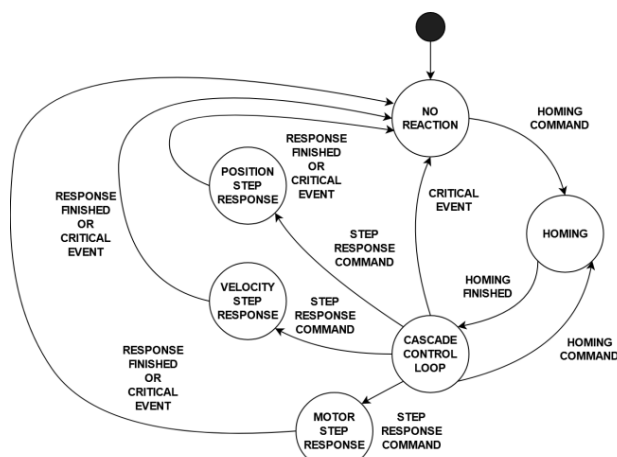 NO
REACTION
HOMING
COMMAND
RESPONSE
FINISHED
OR
CRITICAL
EVENT
POSITION
STEP
RESPONSE
CRITICAL
EVENT
RESPONSE
FINISHED
OR
CRITICAL
EVENT
HOMING
STEP
RESPONSE
COMMAND
HOMING
FINISHED
VELOCITY
STEP
RESPONSE
STEP
RESPONSE
COMMAND
CASCADE
CONTROL
LOOP
HOMING
COMMAND
RESPONSE
FINISHED
OR
CRITICAL
EVENT
MOTOR
STEP
RESPONSE
STEP
RESPONSE
COMMAND